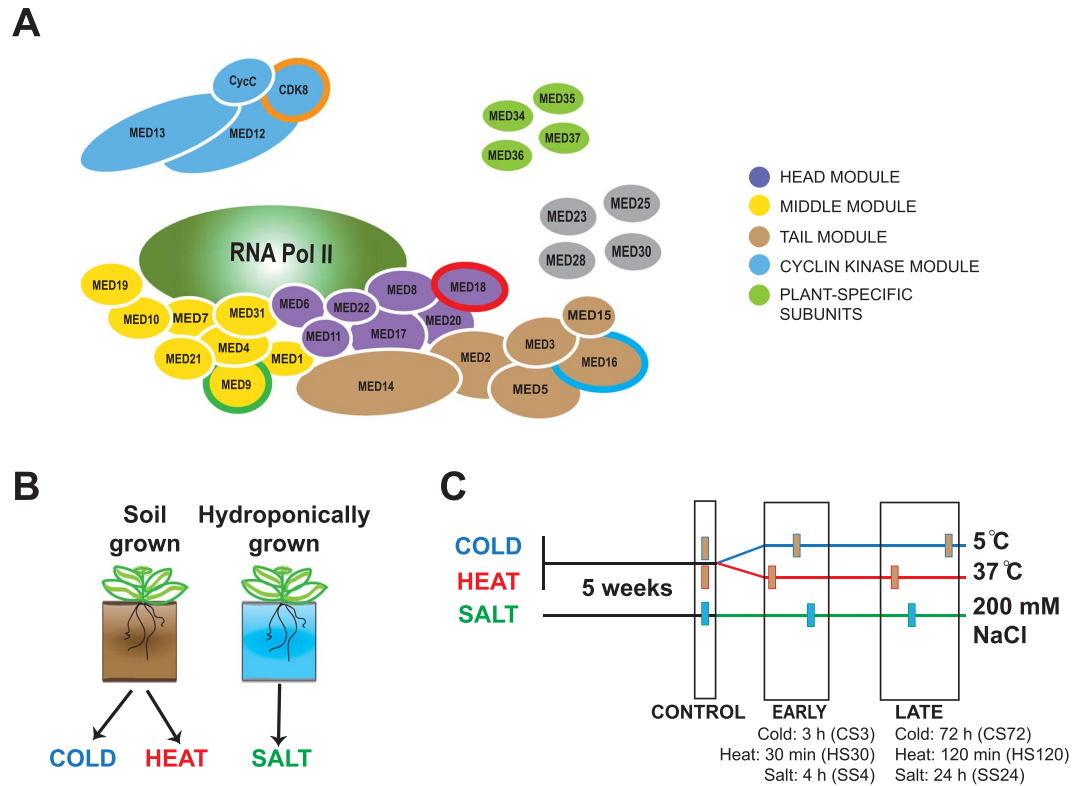 A
CycC
CDK8
MED13
MED12
MED35
MED34
MED37
MED36
MED23
MED25
MED28
MED30
HEAD MODULE
MIDDLE MODULE
TAIL MODULE
CYCLIN KINASE MODULE
PLANT-SPECIFIC
SUBUNITS
RNA Pol II
MED19
MED10
MED7
MED31
MED6
MED22
MED8
MED18
MED21
MED4
MED1
MED11
MED17
MED20
MED9
MED14
MED2
MED3
MED15
MED16
MED5
B
Soil
grown
Hydroponically
grown
COLD
HEAT
SALT
C
COLD
HEAT
SALT
5 weeks
5°C
37°C
200 mM
NaCl
CONTROL
EARLY
Cold: 3 h (CS3)
Heat: 30 min (HS30)
Salt: 4 h (SS4)
LATE
Cold: 72 h (CS72)
Heat: 120 min (HS120)
Salt: 24 h (SS24)